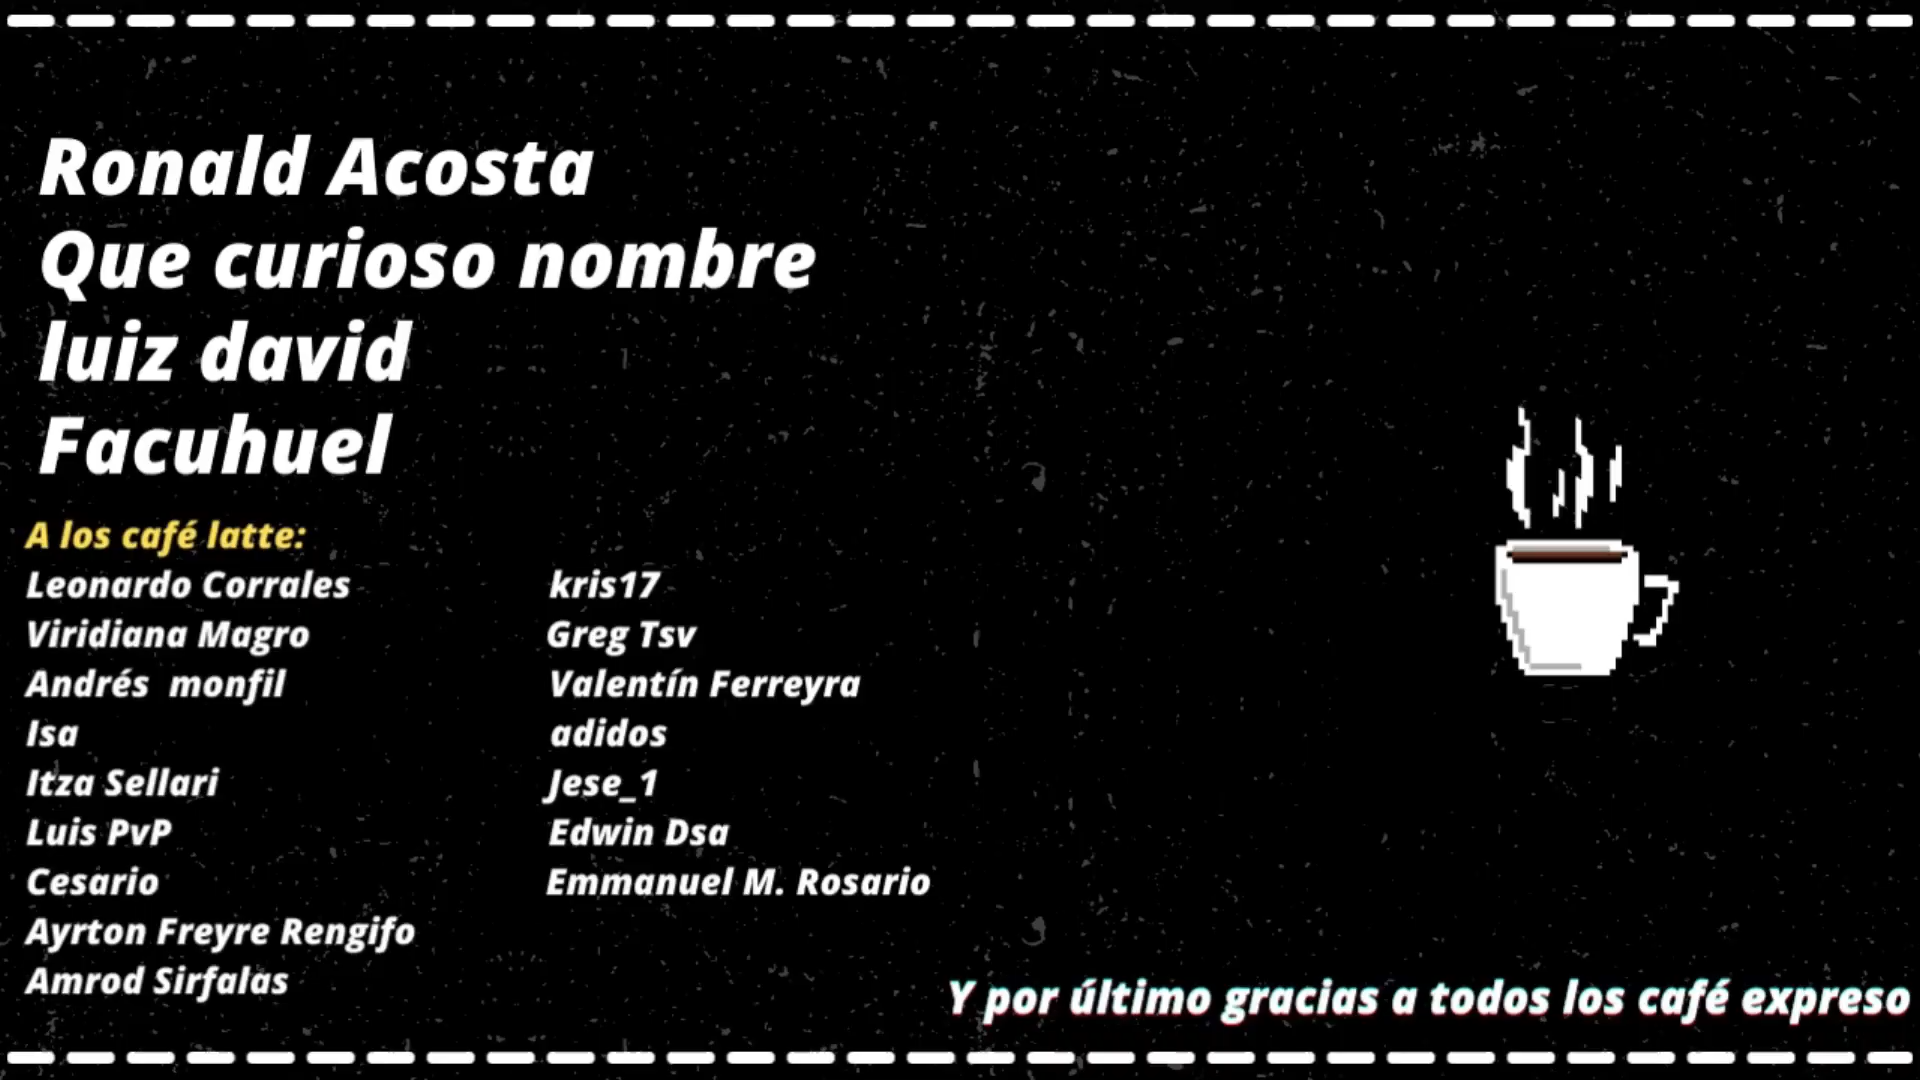 Ronald Acosta
Que curioso nombre
luiz david
Facuhuel
A los café latte:
Leonardo Corrales
Viridiana Magro
Andrés monfil
Isa
Itza Sellari
Luis PvP
Cesario
Ayrton Freyre Rengifo
Amrod Sirfalas
kris17
Greg Tsv
Valentín Ferreyra
adidos
Jese_1
Edwin Dsa
Emmanuel M. Rosario
Y por último gracias a todos los café expreso